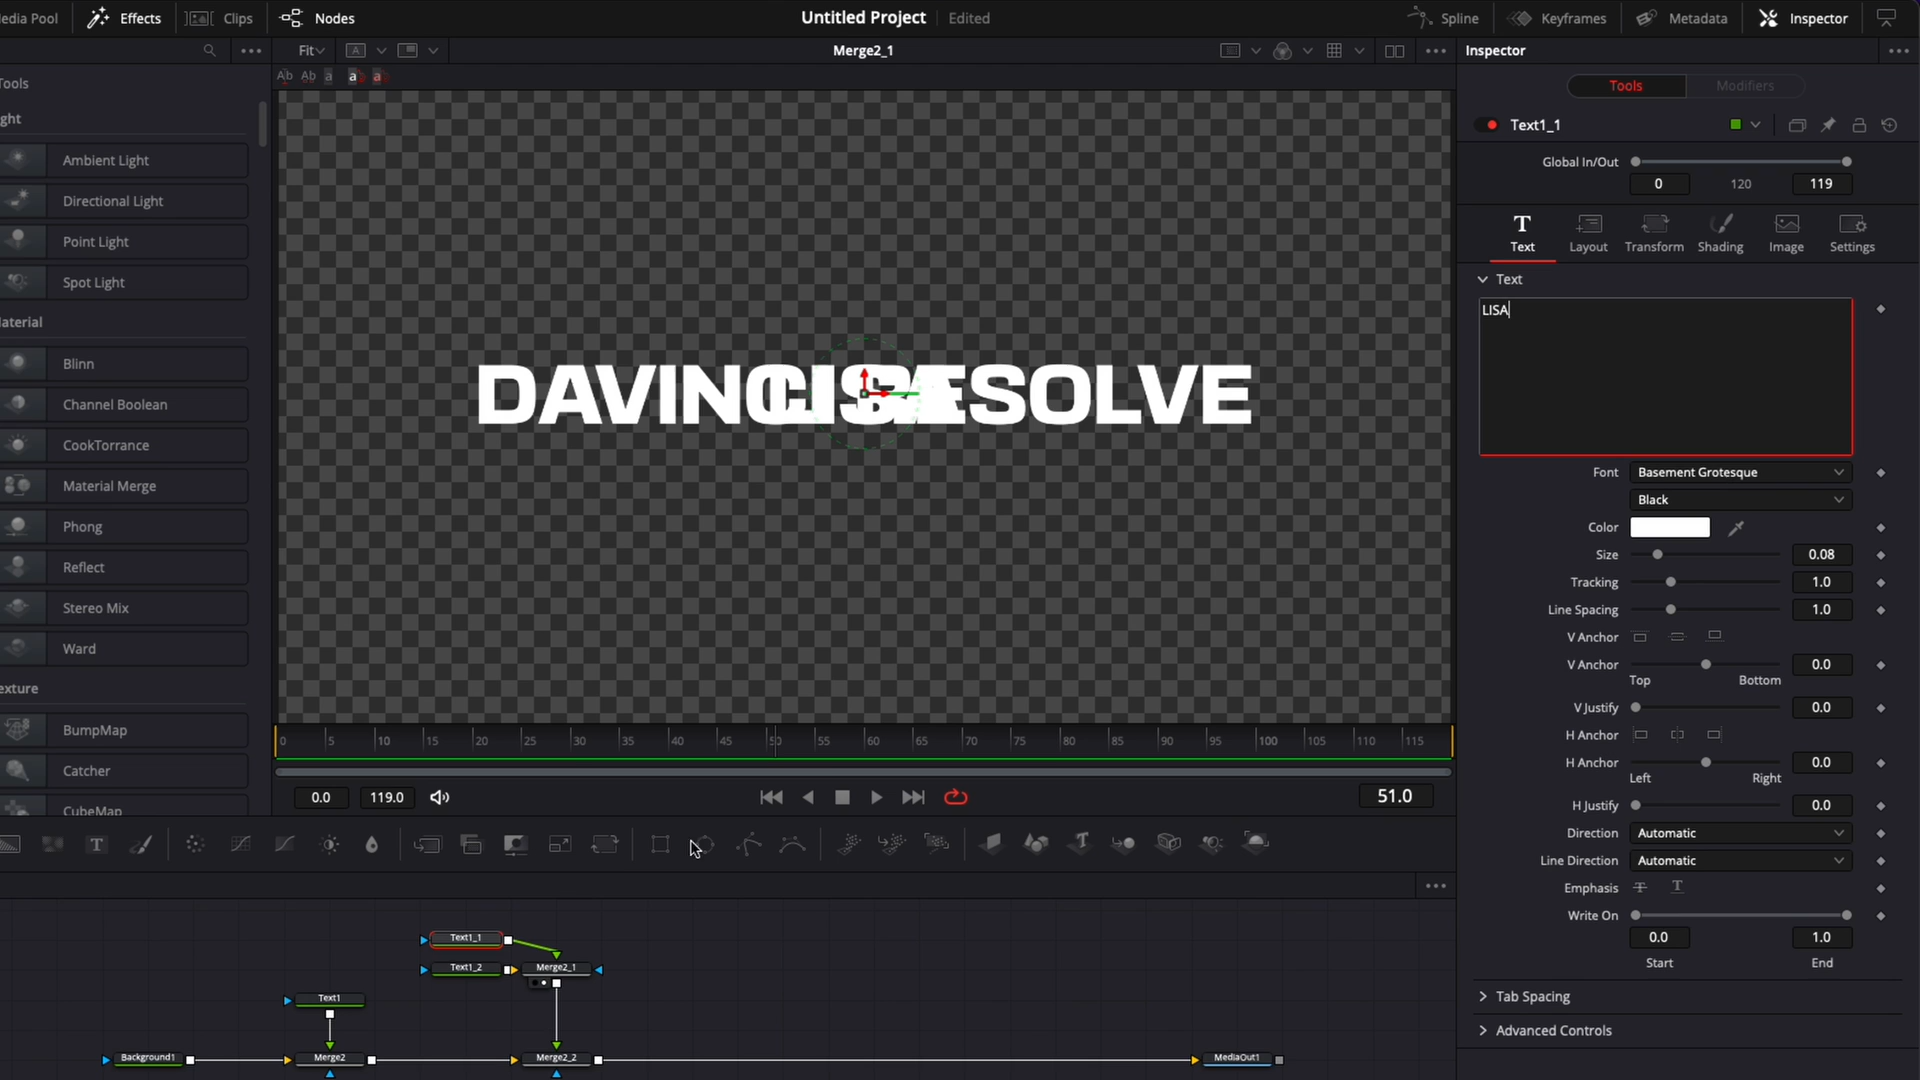 edia Pool
Effects
Clips
Nodes
Untitled Project
Edited
Spline
Keyframes
Metadata
Inspector
Fit
A
Merge2_1
Inspector
Ab
Ab
a
a
a
Tools
Modifiers
Tools
ght
Text1_1
Ambient Light
Global In/Out
0
120
119
Directional Light
Point Light
Text
Layout
Transform
Shading
Image
Settings
Spot Light
Text
LISA
aterial
Blinn
Channel Boolean
DAVINCI RESOLVE
LISA
CookTorrance
Font
Basement Grotesque
Material Merge
Black
Phong
Color
Size
0.08
Reflect
Tracking
1.0
Stereo Mix
Line Spacing
1.0
V Anchor
Ward
V Anchor
0.0
Top
Bottom
exture
V Justify
0.0
BumpMap
H Anchor
0
5
10
15
20
25
30
35
40
45
50
55
60
65
70
75
80
85
90
95
100
105
110
115
H Anchor
0.0
Catcher
Left
Right
0.0
119.0
51.0
H Justify
0.0
CubeMap
Direction
Automatic
T
Line Direction
Automatic
Emphasis
Write On
0.0
1.0
Start
End
Text1_1
Text1_2
Merge2_1
Text1
Tab Spacing
Advanced Controls
Background1
Merge2
Merge2_2
MediaOut1